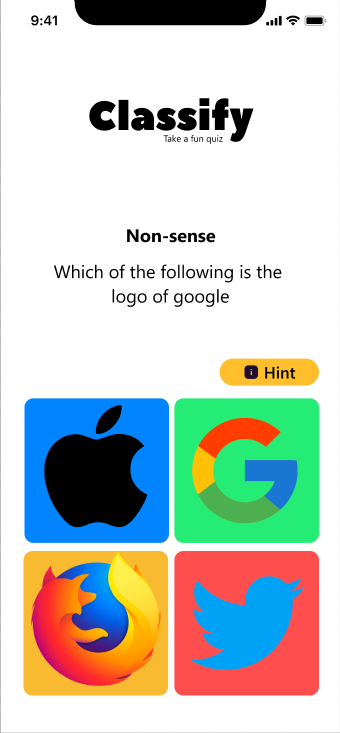 9:41
Classify
Take a fun quiz
Non-sense
Which of the following is the
logo of google
Hint